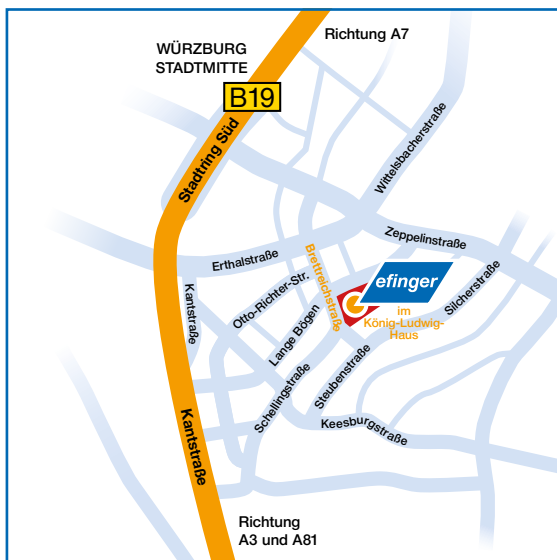 Richtung A7
WÜRZBURG
STADTMITTE
B19
Stadtring Süd
Wittelsbacherstraße
Zeppelinstraße
Erthalstraße
Brettreichstraße
efinger
im
König-Ludwig-
Haus
Silcherstraße
Otto-Richter-Str.
Kantstraße
Lange Bögen
Schellingstraße
Steubenstraße
Keesburgstraße
Kantstraße
Richtung
A3 und A81